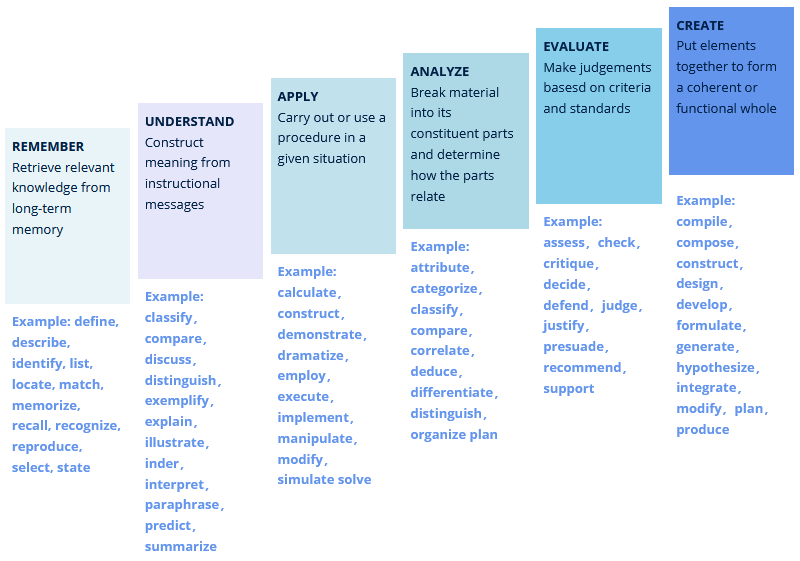 REMEMBER
Retrieve relevant
knowledge from
long-term
memory
Example: define,
describe,
identify, list,
locate, match,
memorize,
recall, recognize,
reproduce,
select, state
UNDERSTAND
Construct
meaning from
instructional
messages
Example:
classify,
compare,
discuss,
distinguish,
exemplify,
explain,
illustrate,
inder,
interpret,
paraphrase,
predict,
summarize
APPLY
Carry out or use a
procedure in a
given situation
Example:
calculate,
construct,
demonstrate,
dramatize,
employ,
execute,
implement,
manipulate,
modify,
simulate solve
ANALYZE
Break material
into its
constituent parts
and determine
how the parts
relate
Example:
attribute,
categorize,
classify,
compare,
correlate,
deduce,
differentiate,
distinguish,
organize plan
EVALUATE
Make judgements
basesd on criteria
and standards
Example:
assess, check,
critique,
decide,
defend, judge,
justify,
presuade,
recommend,
support
CREATE
Put elements
together to form
a coherent or
functional whole
Example:
compile,
compose,
construct,
design,
develop,
formulate,
generate,
hypothesize,
integrate,
modify, plan,
produce